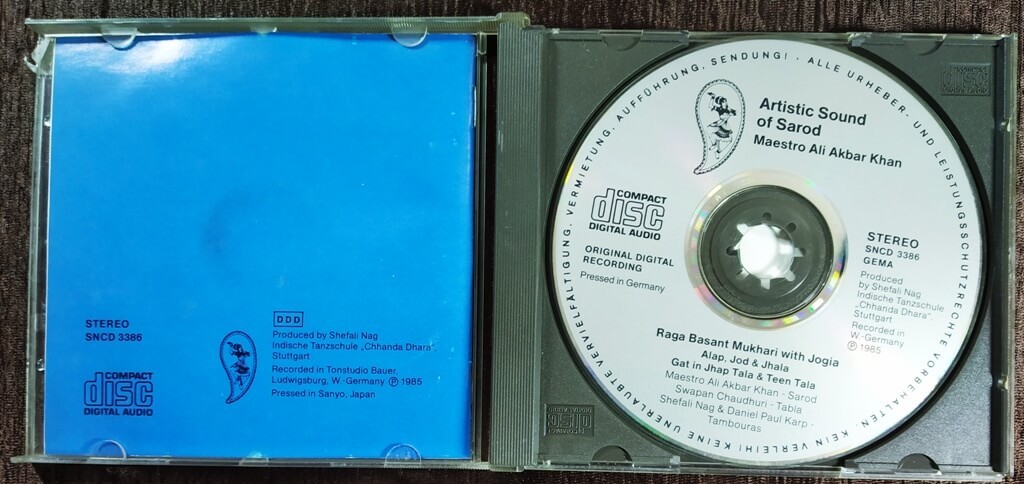 STEREO
SNCD 3386
COMPACT
disc
DIGITAL AUDIO
DDD
Produced by Shefali Nag
Indische Tanzschule „Chhanda Dhara“,
Stuttgart
Recorded in Tonstudio Bauer,
Ludwigsburg, W.-Germany ℗ 1985
Pressed in Sanyo, Japan
ALLE URHEBER- UND LEISTUNGSSCHUTZRECHTE VORBEHALTEN. KEIN VERLEIH! KEINE UNERLAUBTE VERVIELFÄLTIGUNG, VERMIETUNG, AUFFÜHRUNG, SENDUNG! ·
Artistic Sound
of Sarod
Maestro Ali Akbar Khan
COMPACT
disc
DIGITAL AUDIO
ORIGINAL DIGITAL
RECORDING
Pressed in Germany
STEREO
SNCD 3386
GEMA
Produced
by Shefali Nag
Indische Tanzschule
„Chhanda Dhara“,
Stuttgart
Recorded in
W.-Germany
℗ 1985
Raga Basant Mukhari with Jogia
Alap, Jod & Jhala
Gat in Jhap Tala & Teen Tala
Maestro Ali Akbar Khan - Sarod
Swapan Chaudhuri - Tabla
Shefali Nag & Daniel Paul Karp -
Tambouras
COMPACT
disc
DIGITAL AUDIO